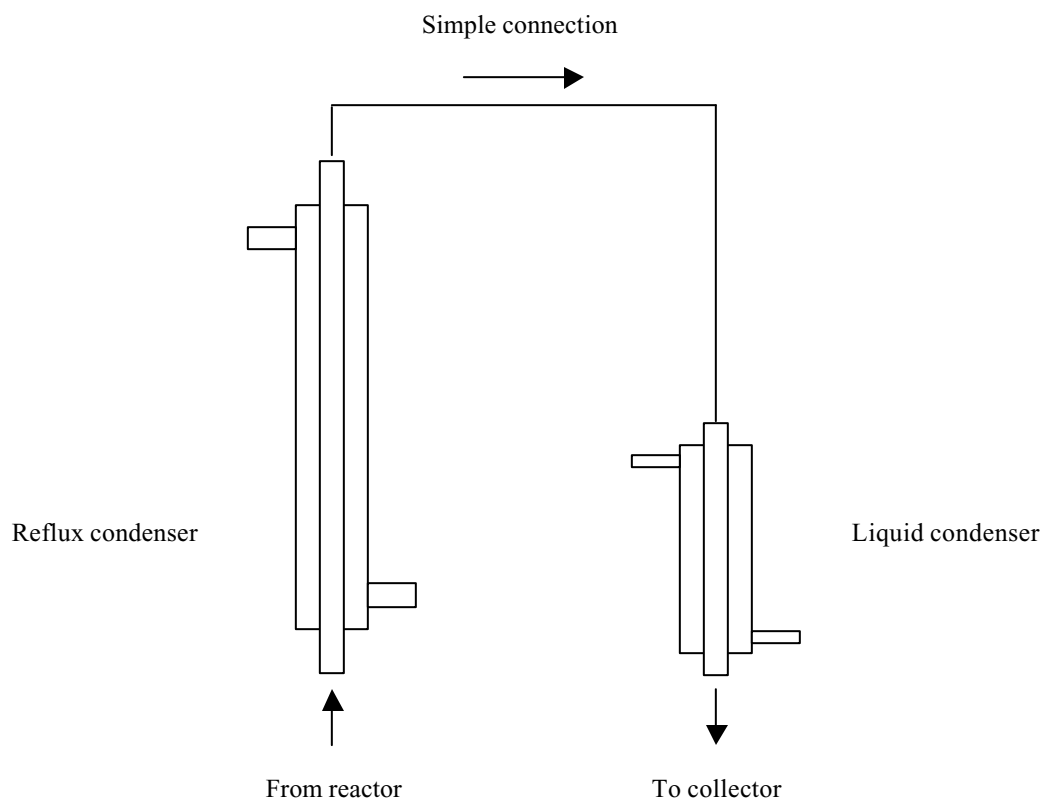 Simple connection
Reflux condenser
Liquid condenser
From reactor
To collector